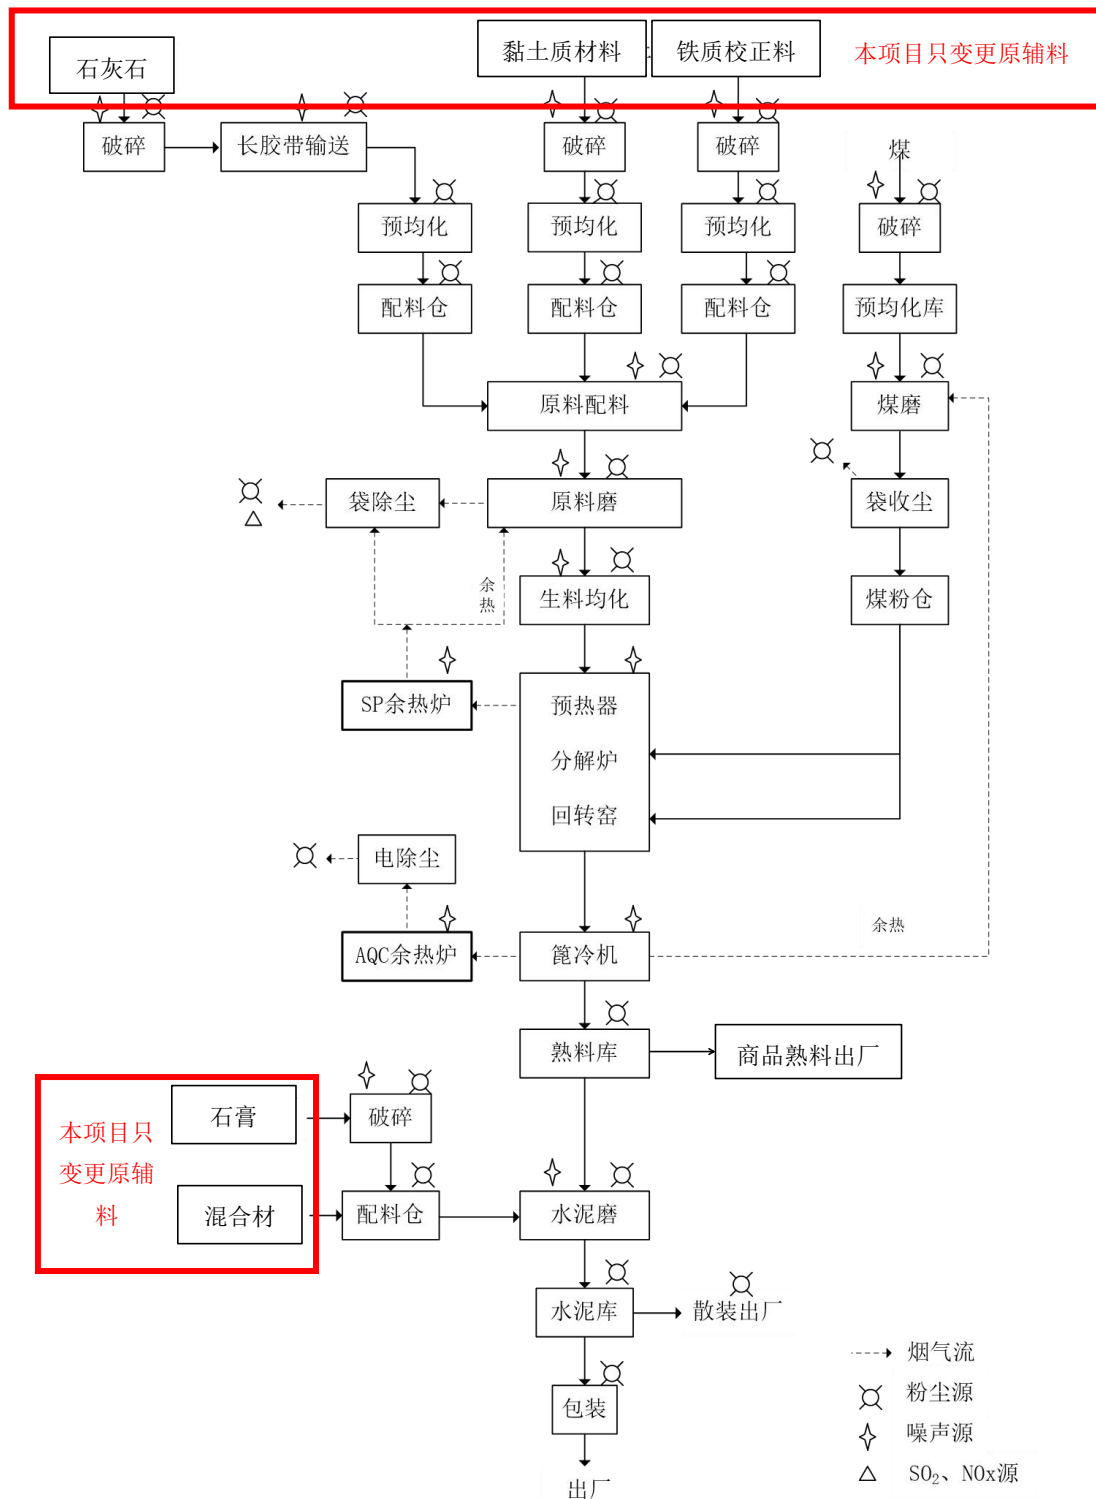 石灰石
黏土质材料
铁质校正料
本项目只变更原辅料
破碎
长胶带输送
破碎
破碎
煤
预均化
预均化
预均化
破碎
配料仓
配料仓
配料仓
预均化库
原料配料
煤磨
袋除尘
原料磨
袋收尘
余热
生料均化
煤粉仓
SP余热炉
预热器
分解炉
回转窑
电除尘
AQC余热炉
篦冷机
余热
熟料库
商品熟料出厂
本项目只
变更原辅
料
石膏
破碎
混合材
配料仓
水泥磨
水泥库
散装出厂
包装
出厂
烟气流
粉尘源
噪声源
SO₂、NOx源